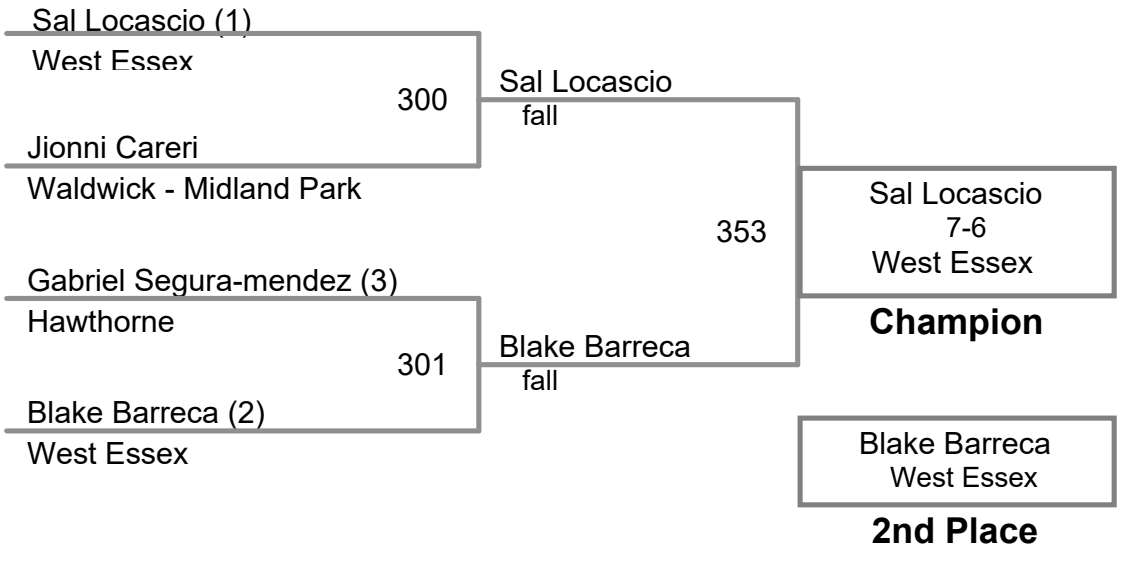 Sal Locascio (1)
West Essex
300
Jionni Careri
Waldwick - Midland Park
Gabriel Segura-mendez (3)
Hawthorne
301
Blake Barreca (2)
West Essex
Sal Locascio
fall
353
Blake Barreca
fall
Sal Locascio
7-6
West Essex
Champion
Blake Barreca
West Essex
2nd Place